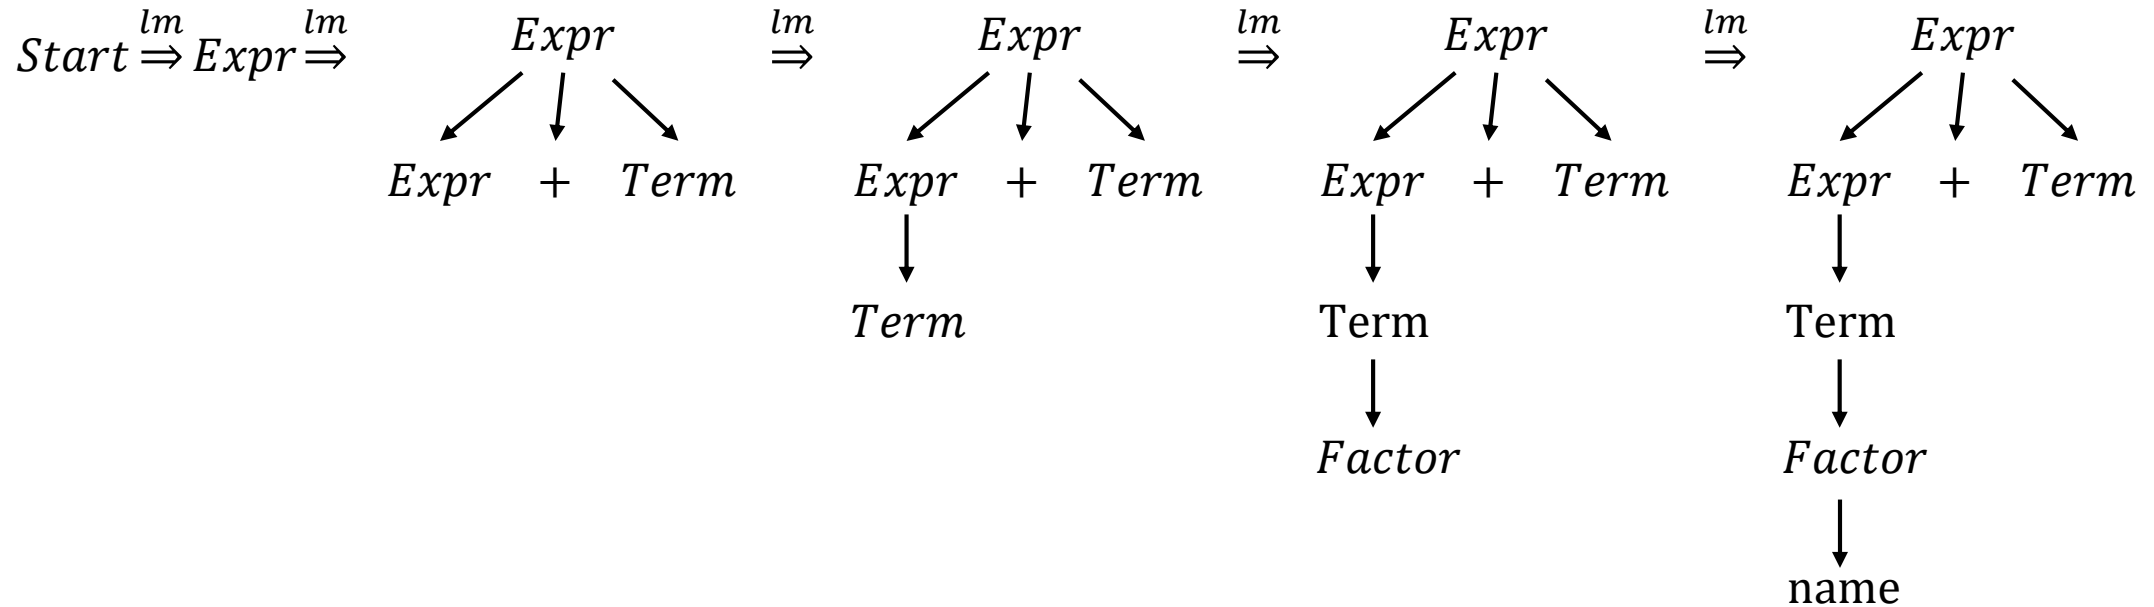 Start ⇒lm Expr ⇒lm Expr ⇒lm Expr ⇒lm Expr ⇒lm Expr
Expr + Term Expr + Term Expr + Term Expr + Term
Term Term Term
Factor Factor
name